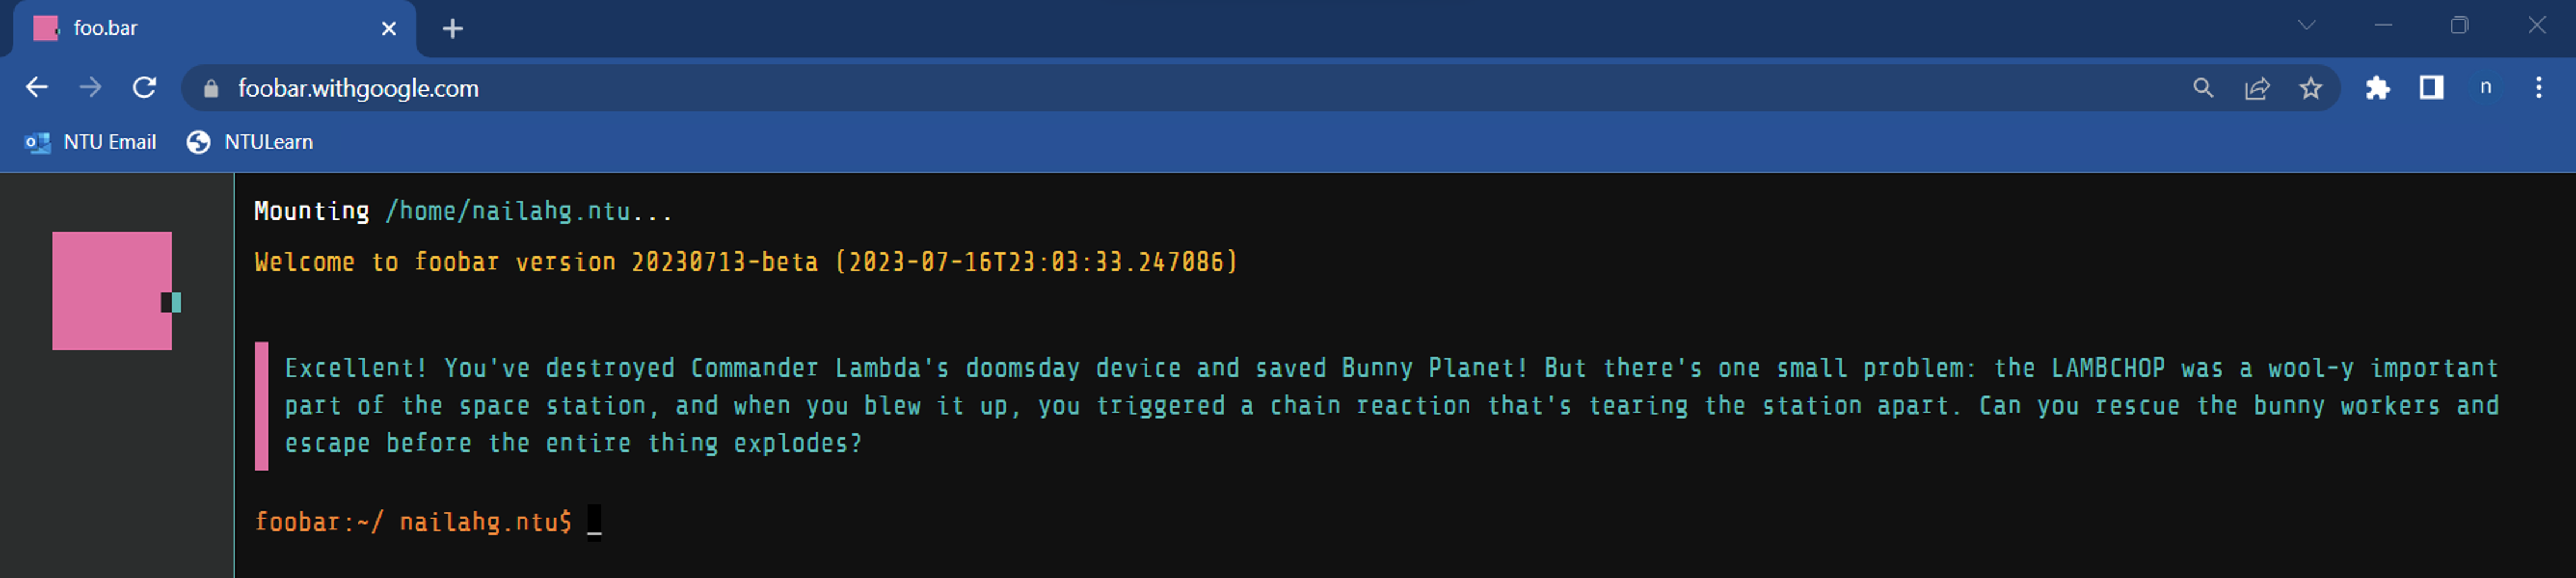 foo.bar
foobar.withgoogle.com
n
NTU Email
NTULearn
Mounting /home/nailahg.ntu...
Welcome to foobar version 20230713-beta (2023-07-16T23:03:33.247086)
Excellent! You've destroyed Commander Lambda's doomsday device and saved Bunny Planet! But there's one small problem: the LAMBCHOP was a wool-y important
part of the space station, and when you blew it up, you triggered a chain reaction that's tearing the station apart. Can you rescue the bunny workers and
escape before the entire thing explodes?
foobar:~/ nailahg.ntu$ _